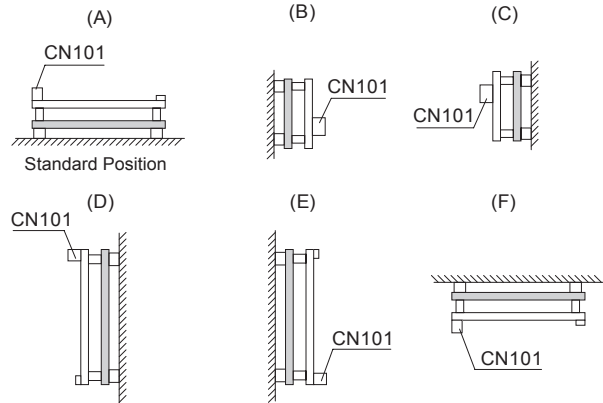 (A)
CN101
Standard Position
(B)
CN101
(C)
CN101
(D)
CN101
(E)
CN101
(F)
CN101